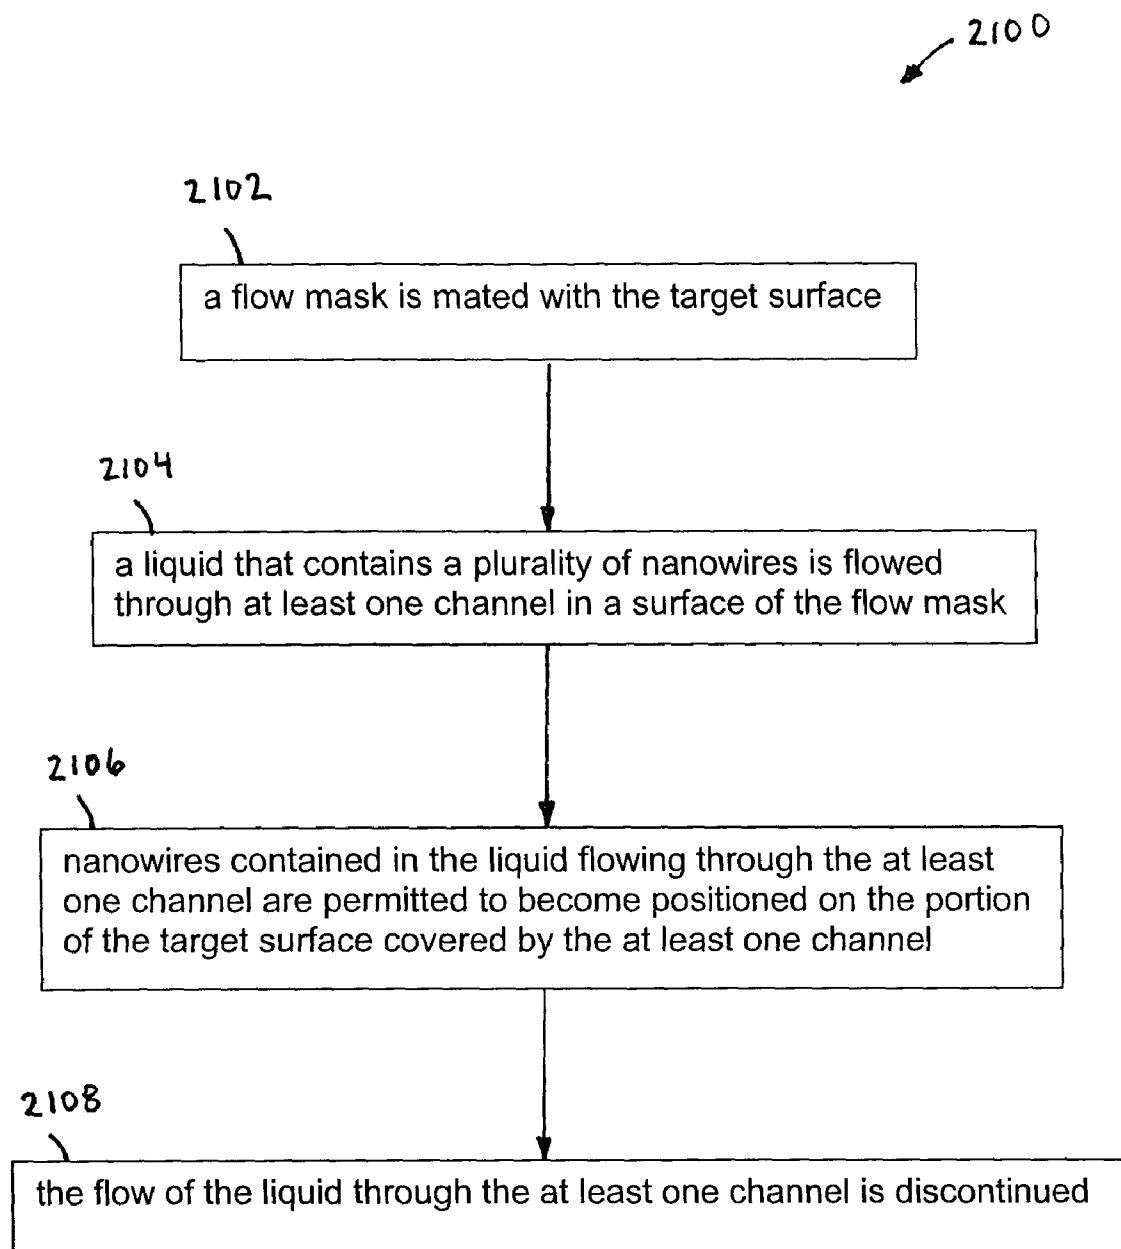 2100
2102
a flow mask is mated with the target surface
2104
a liquid that contains a plurality of nanowires is flowed
through at least one channel in a surface of the flow mask
2106
nanowires contained in the liquid flowing through the at least
one channel are permitted to become positioned on the portion
of the target surface covered by the at least one channel
2108
the flow of the liquid through the at least one channel is discontinued